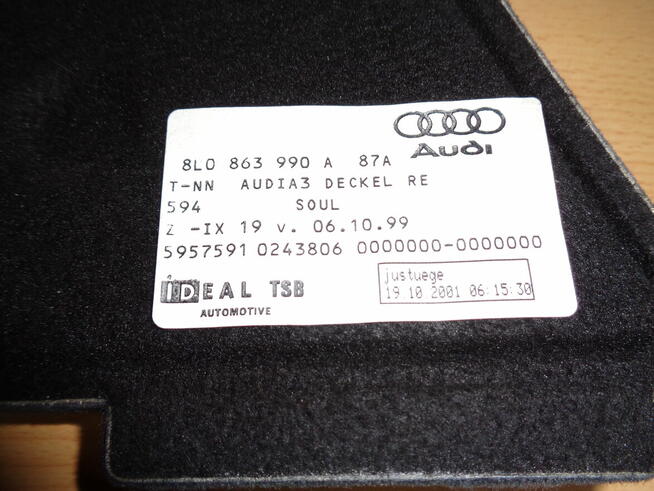 Audi
8L0 863 990 A 87A
T-NN AUDIA3 DECKEL RE
594 SOUL
Z -IX 19 v. 06.10.99
5957591 0243806 0000000-0000000
IDEAL TSB
AUTOMOTIVE
justuege
19 10 2001 06:15:30